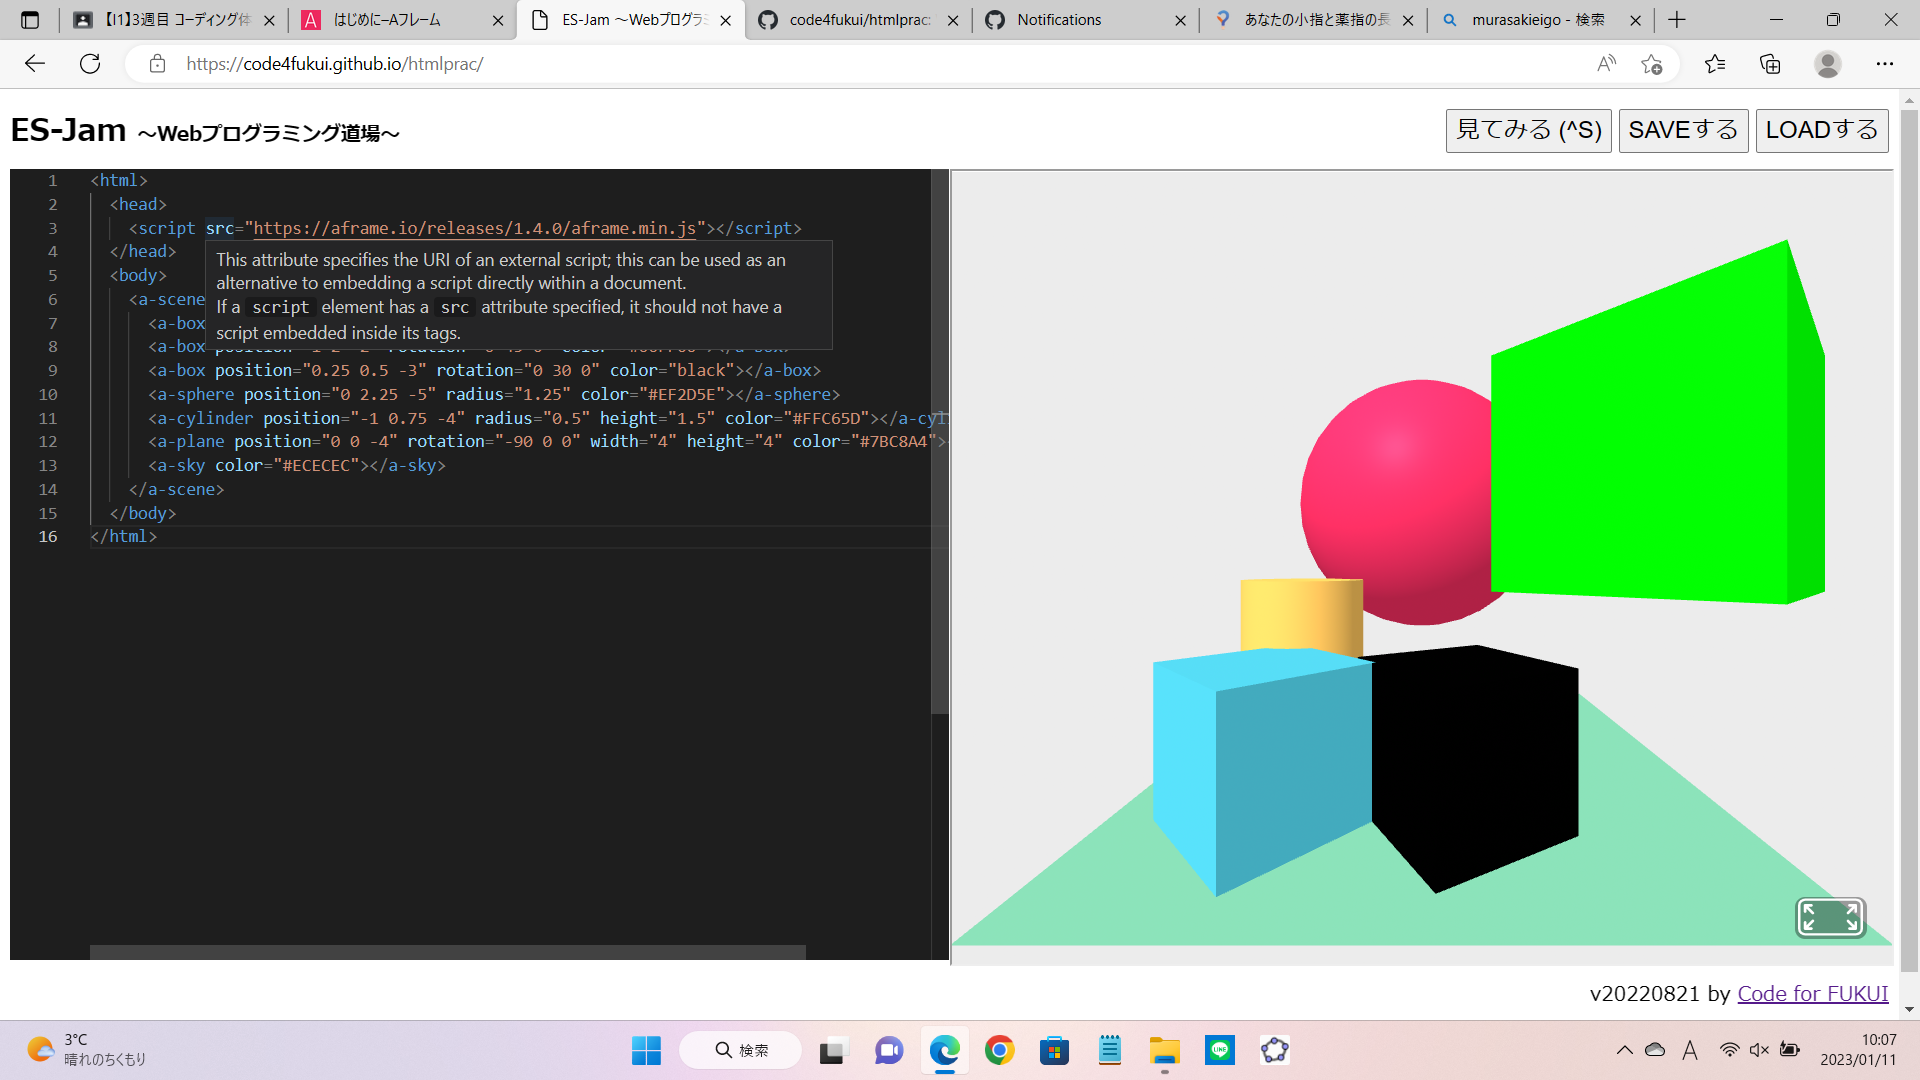 【I1】3週目 コーディング体
はじめに–Aフレーム
ES-Jam ～Webプログラミ
code4fukui/htmlprac:
Notifications
あなたの小指と薬指の長
murasakieigo - 検索
https://code4fukui.github.io/htmlprac/
ES-Jam ～Webプログラミング道場～
見てみる (^S)
SAVEする
LOADする
1 <html>
2 <head>
3 <script src="https://aframe.io/releases/1.4.0/aframe.min.js"></script>
4 </head>
This attribute specifies the URI of an external script; this can be used as an
5 <body>
alternative to embedding a script directly within a document.
6 <a-scene
If a script element has a src attribute specified, it should not have a
7 <a-box
script embedded inside its tags.
8 <a-box
9 <a-box position="0.25 0.5 -3" rotation="0 30 0" color="black"></a-box>
10 <a-sphere position="0 2.25 -5" radius="1.25" color="#EF2D5E"></a-sphere>
11 <a-cylinder position="-1 0.75 -4" radius="0.5" height="1.5" color="#FFC65D"></a-cyl
12 <a-plane position="0 0 -4" rotation="-90 0 0" width="4" height="4" color="#7BC8A4">
13 <a-sky color="#ECECEC"></a-sky>
14 </a-scene>
15 </body>
16 </html>
v20220821 by Code for FUKUI
3°C
晴れのちくもり
検索
A
10:07
2023/01/11